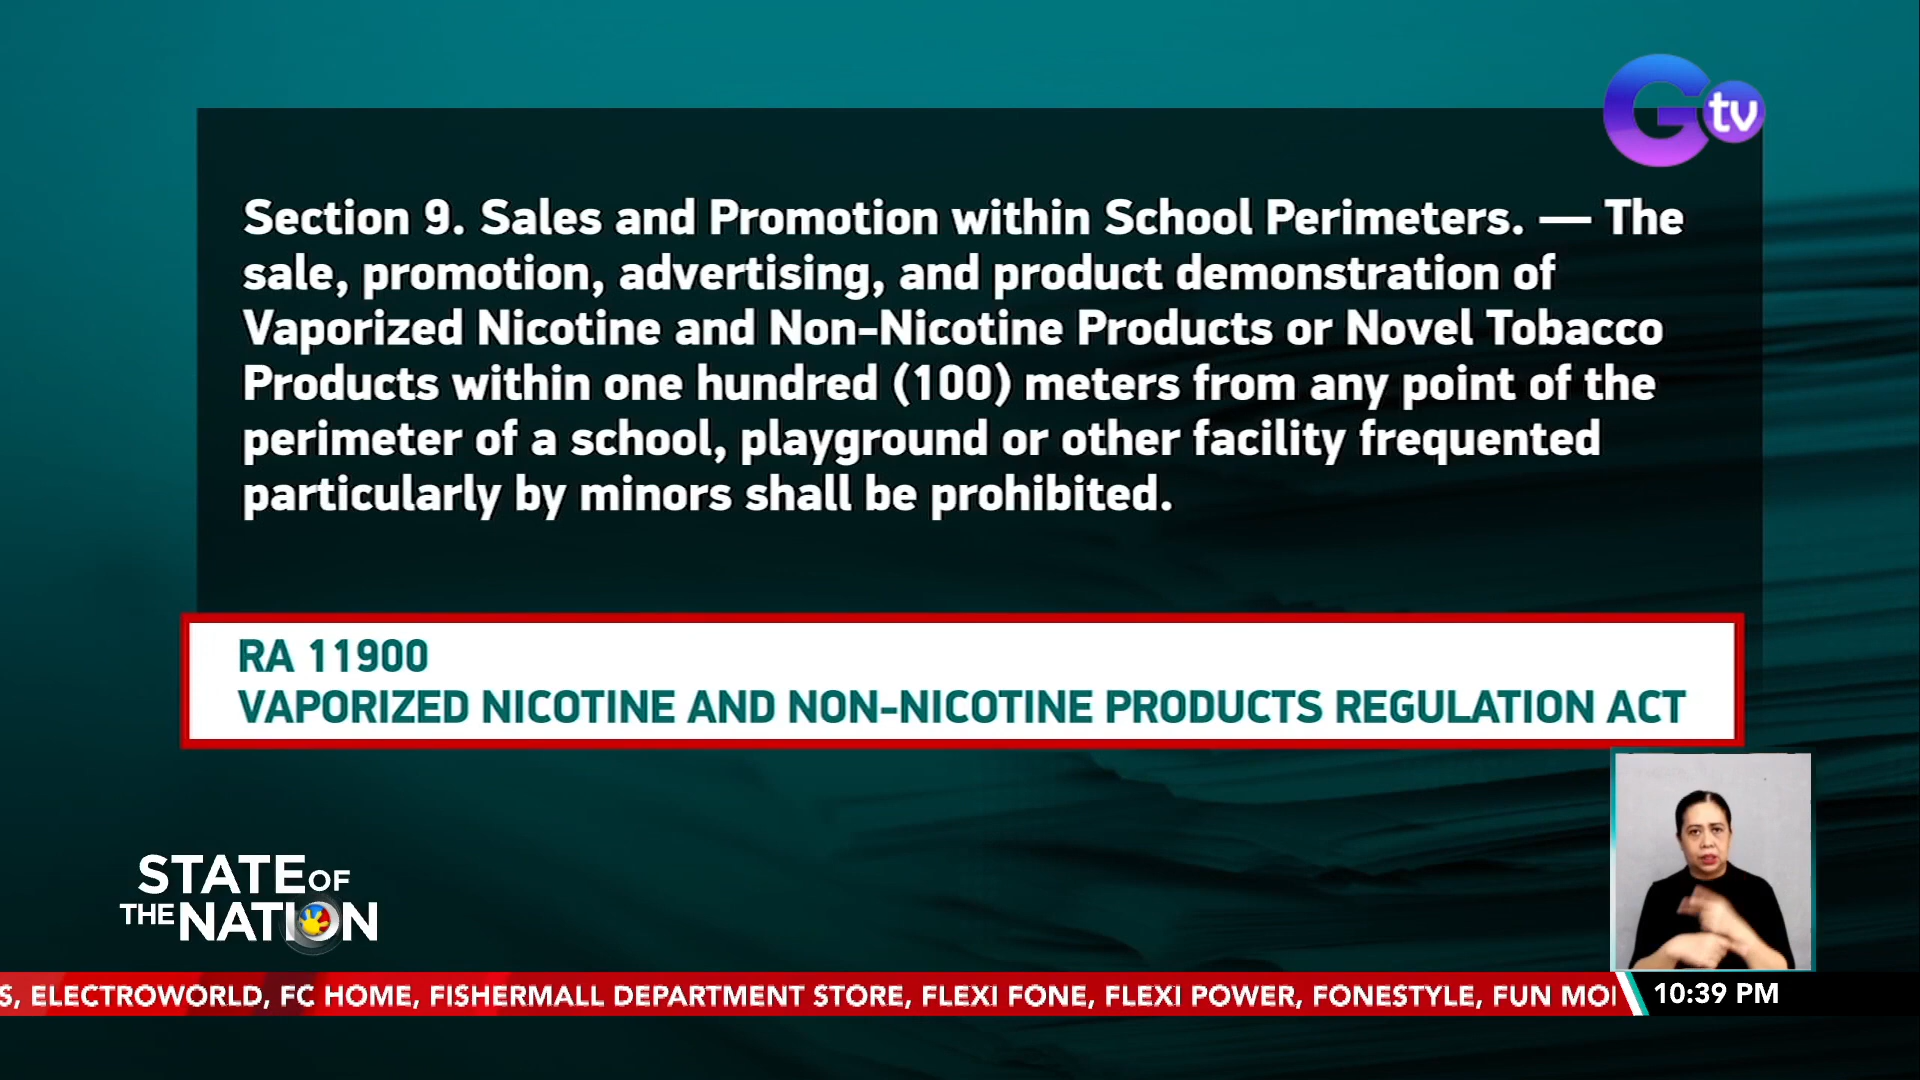 G tv
Section 9. Sales and Promotion within School Perimeters. — The
sale, promotion, advertising, and product demonstration of
Vaporized Nicotine and Non-Nicotine Products or Novel Tobacco
Products within one hundred (100) meters from any point of the
perimeter of a school, playground or other facility frequented
particularly by minors shall be prohibited.
RA 11900
VAPORIZED NICOTINE AND NON-NICOTINE PRODUCTS REGULATION ACT
STATE OF
THE NATION
S, ELECTROWORLD, FC HOME, FISHERMALL DEPARTMENT STORE, FLEXI FONE, FLEXI POWER, FONESTYLE, FUN MO
10:39 PM